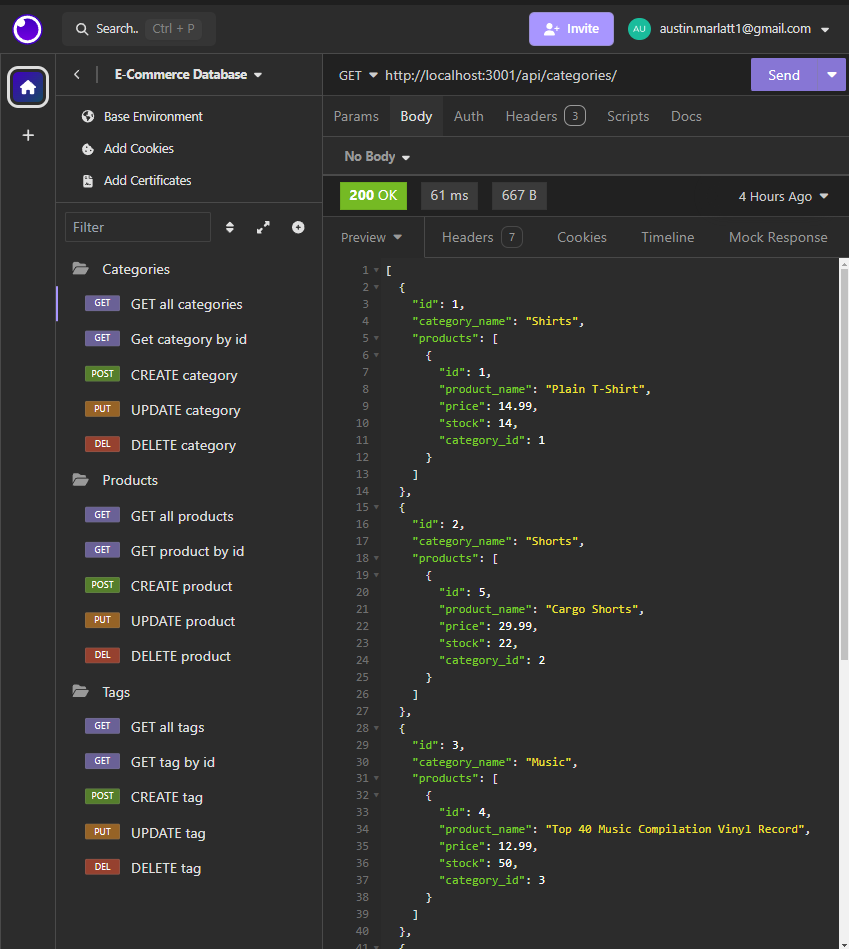 Search.. Ctrl + P Invite AU austin.marlatt1@gmail.com
E-Commerce Database
GET http://localhost:3001/api/categories/ Send
Base Environment
Add Cookies
Add Certificates
Filter
Categories
GET GET all categories
GET Get category by id
POST CREATE category
PUT UPDATE category
DEL DELETE category
Products
GET GET all products
GET GET product by id
POST CREATE product
PUT UPDATE product
DEL DELETE product
Tags
GET GET all tags
GET GET tag by id
POST CREATE tag
PUT UPDATE tag
DEL DELETE tag
Params Body Auth Headers 3 Scripts Docs
No Body
200 OK 61 ms 667 B 4 Hours Ago
Preview Headers 7 Cookies Timeline Mock Response
1 [
2 {
3 "id": 1,
4 "category_name": "Shirts",
5 "products": [
6 {
7 "id": 1,
8 "product_name": "Plain T-Shirt",
9 "price": 14.99,
10 "stock": 14,
11 "category_id": 1
12 }
13 ]
14 },
15 {
16 "id": 2,
17 "category_name": "Shorts",
18 "products": [
19 {
20 "id": 5,
21 "product_name": "Cargo Shorts",
22 "price": 29.99,
23 "stock": 22,
24 "category_id": 2
25 }
26 ]
27 },
28 {
29 "id": 3,
30 "category_name": "Music",
31 "products": [
32 {
33 "id": 4,
34 "product_name": "Top 40 Music Compilation Vinyl Record",
35 "price": 12.99,
36 "stock": 50,
37 "category_id": 3
38 }
39 ]
40 },
41 {